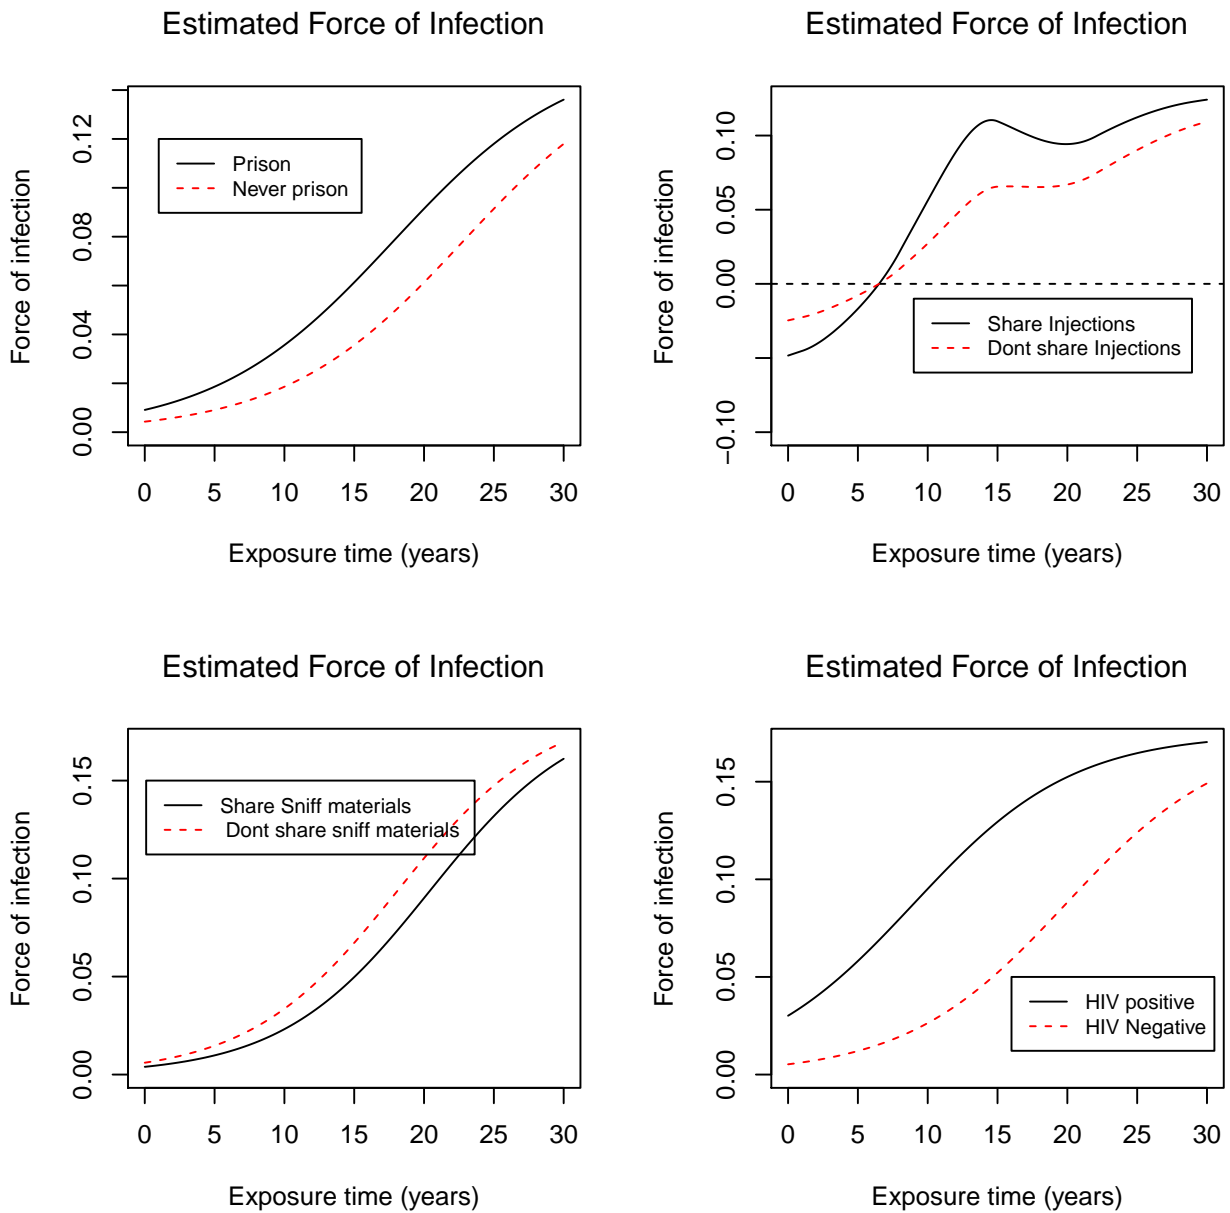 Estimated Force of Infection
Force of infection
0.00 0.04 0.08 0.12
Prison
Never prison
0 5 10 15 20 25 30
Exposure time (years)
Estimated Force of Infection
Force of infection
−0.10 0.00 0.05 0.10
Share Injections
Dont share Injections
0 5 10 15 20 25 30
Exposure time (years)
Estimated Force of Infection
Force of infection
0.00 0.05 0.10 0.15
Share Sniff materials
Dont share sniff materials
0 5 10 15 20 25 30
Exposure time (years)
Estimated Force of Infection
Force of infection
0.00 0.05 0.10 0.15
HIV positive
HIV Negative
0 5 10 15 20 25 30
Exposure time (years)